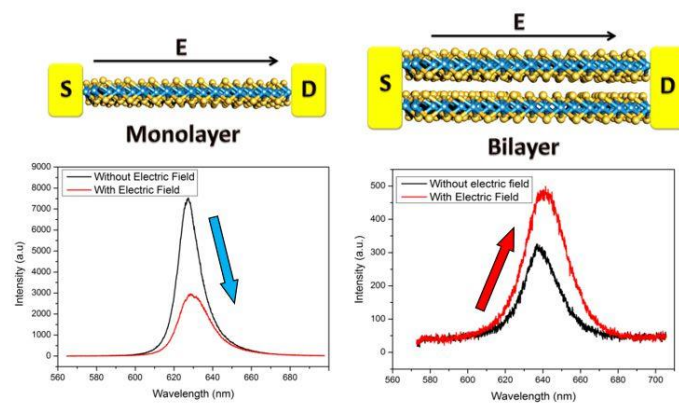 E
S
D
Monolayer
E
S
D
Bilayer
Without Electric Field
With Electric Field
Intensity (a.u)
9000
8000
7000
6000
5000
4000
3000
2000
1000
0
560 580 600 620 640 660 680
Wavelength (nm)
Without electric field
With Electric Field
Intensity (a.u.)
500
400
300
200
100
0
560 580 600 620 640 660 680 700
Wavelength (nm)